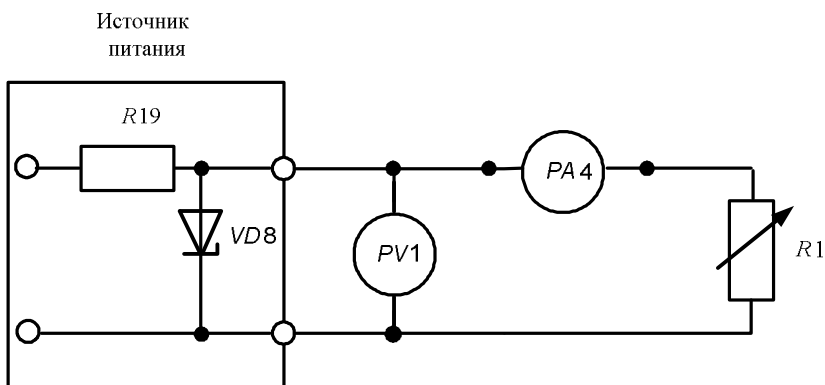 Источник
питания
R19
VD8
PV1
PA4
R1